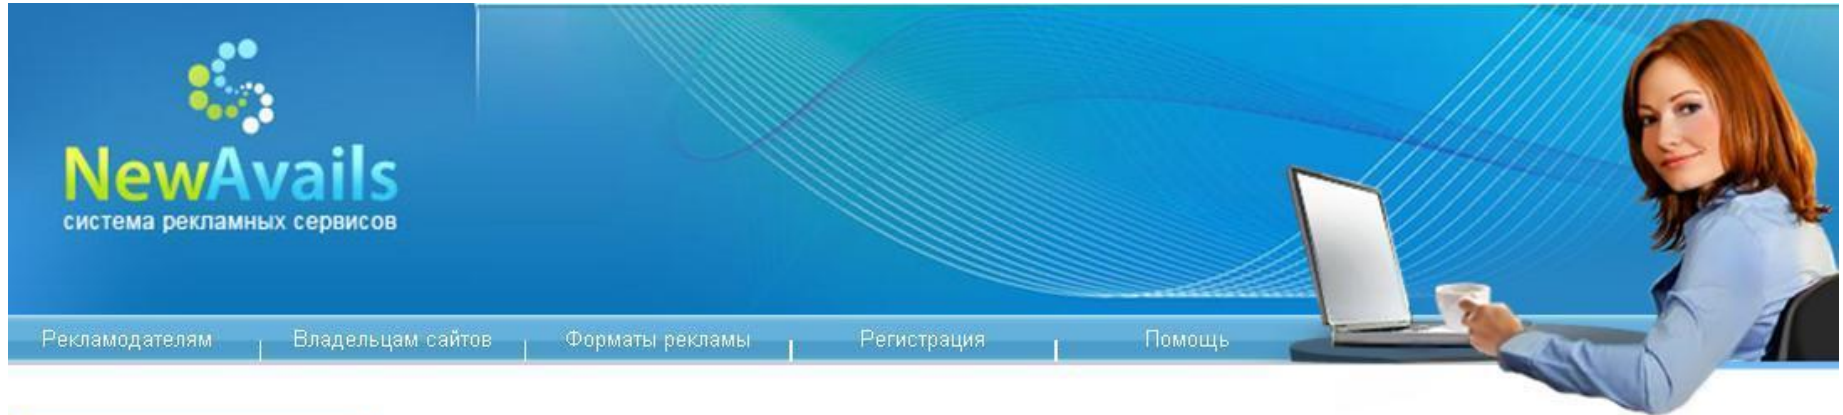 NewAvails
система рекламных сервисов
Рекламодателям Владельцам сайтов Форматы рекламы Регистрация Помощь